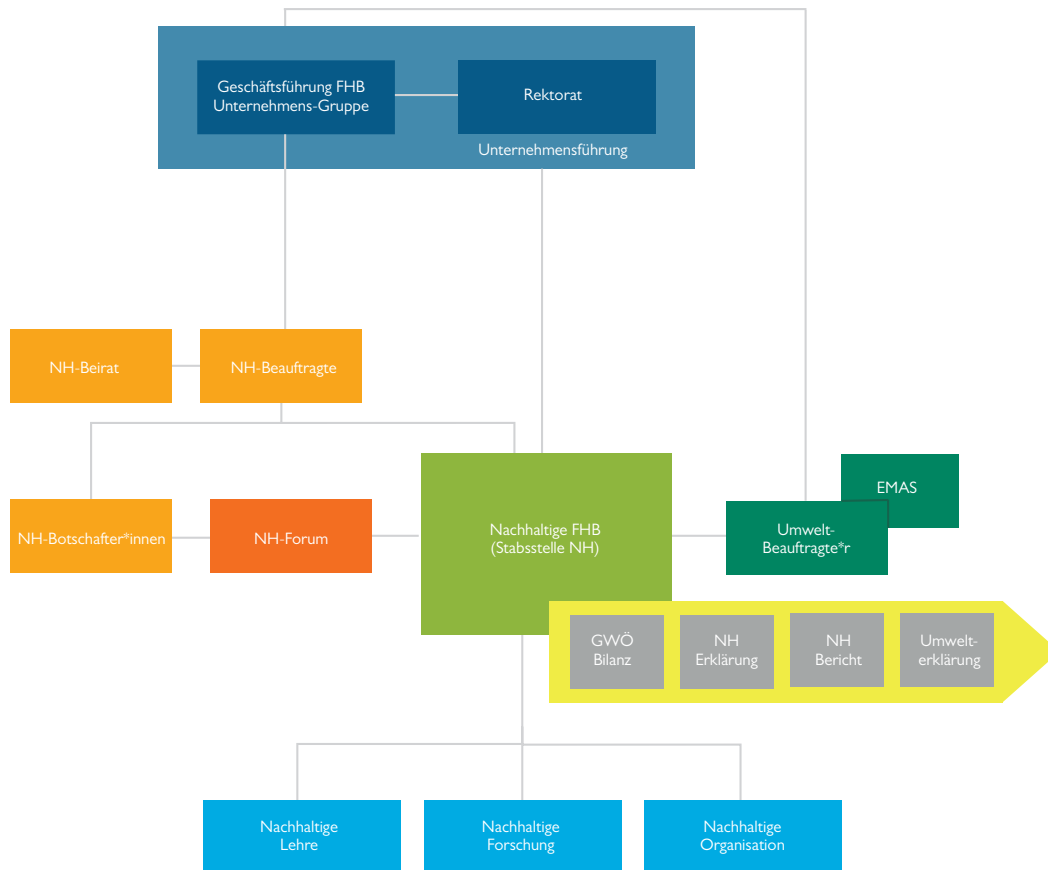 Geschäftsführung FHB
Unternehmens-Gruppe
Rektorat
Unternehmensführung
NH-Beirat
NH-Beauftragte
NH-Botschafter*innen
NH-Forum
Nachhaltige FHB
(Stabsstelle NH)
EMAS
Umwelt-
Beauftragte*r
GWÖ
Bilanz
NH
Erklärung
NH
Bericht
Umwelt-
erklärung
Nachhaltige
Lehre
Nachhaltige
Forschung
Nachhaltige
Organisation